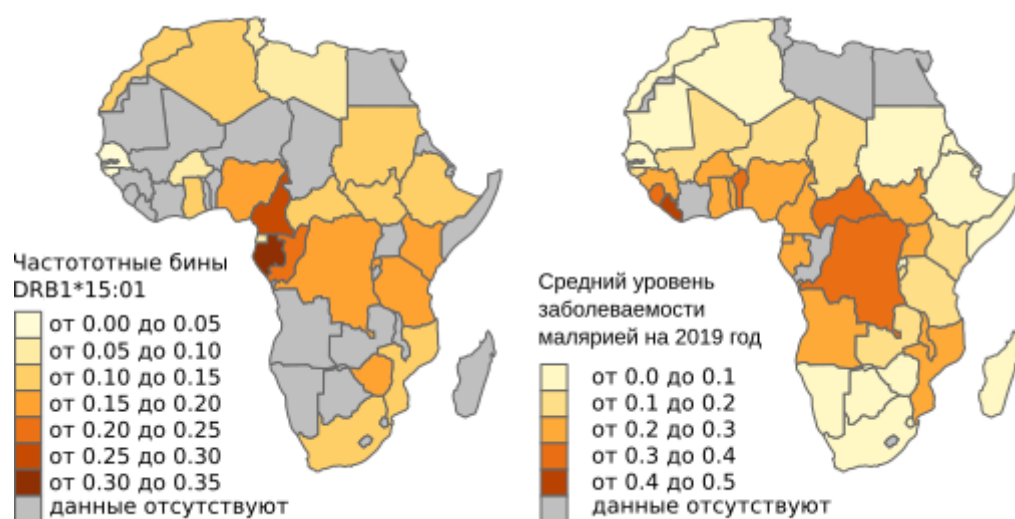 Частототные бины
DRB1*15:01
от 0.00 до 0.05
от 0.05 до 0.10
от 0.10 до 0.15
от 0.15 до 0.20
от 0.20 до 0.25
от 0.25 до 0.30
от 0.30 до 0.35
данные отсутствуют
Средний уровень
заболеваемости
малярией на 2019 год
от 0.0 до 0.1
от 0.1 до 0.2
от 0.2 до 0.3
от 0.3 до 0.4
от 0.4 до 0.5
данные отсутствуют